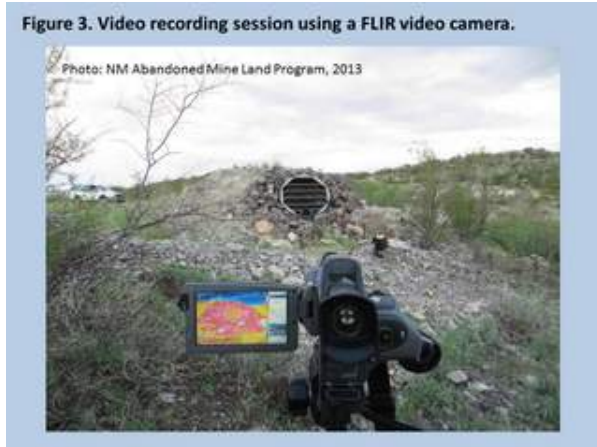 Figure 3. Video recording session using a FLIR video camera.
Photo: NM Abandoned Mine Land Program, 2013